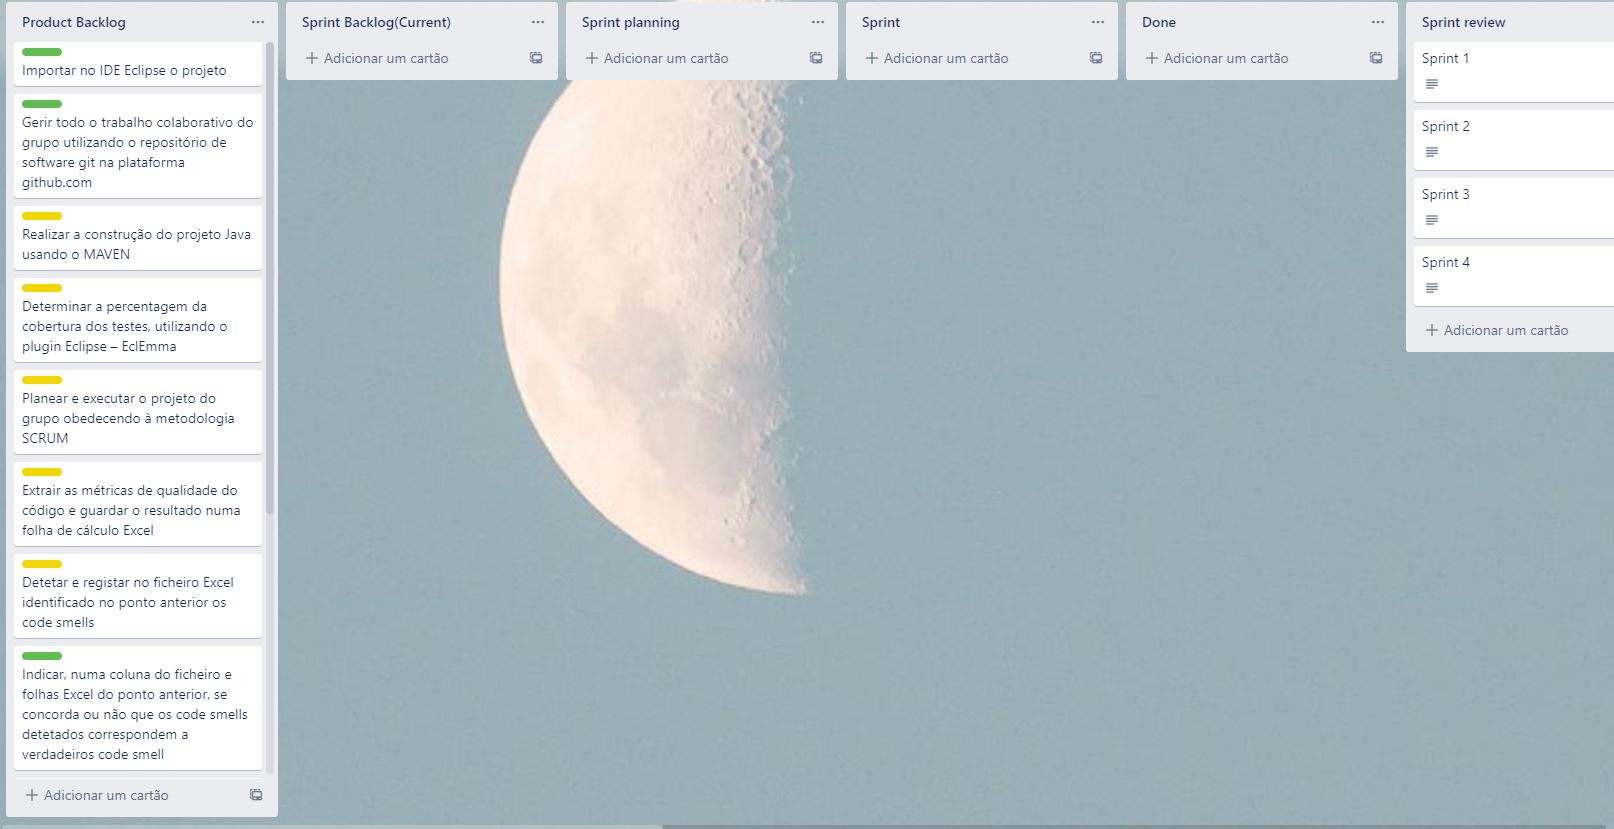 Product Backlog
Importar no IDE Eclipse o projeto
Gerir todo o trabalho colaborativo do
grupo utilizando o repositório de
software git na plataforma
github.com
Realizar a construção do projeto Java
usando o MAVEN
Determinar a percentagem da
cobertura dos testes, utilizando o
plugin Eclipse – EclEmma
Planear e executar o projeto do
grupo obedecendo à metodologia
SCRUM
Extrair as métricas de qualidade do
código e guardar o resultado numa
folha de cálculo Excel
Detetar e registar no ficheiro Excel
identificado no ponto anterior os
code smells
Indicar, numa coluna do ficheiro e
folhas Excel do ponto anterior, se
concorda ou não que os code smells
detetados correspondem a
verdadeiros code smell
Adicionar um cartão
Sprint Backlog(Current)
Adicionar um cartão
Sprint planning
Adicionar um cartão
Sprint
Adicionar um cartão
Done
Adicionar um cartão
Sprint review
Sprint 1
Sprint 2
Sprint 3
Sprint 4
Adicionar um cartão